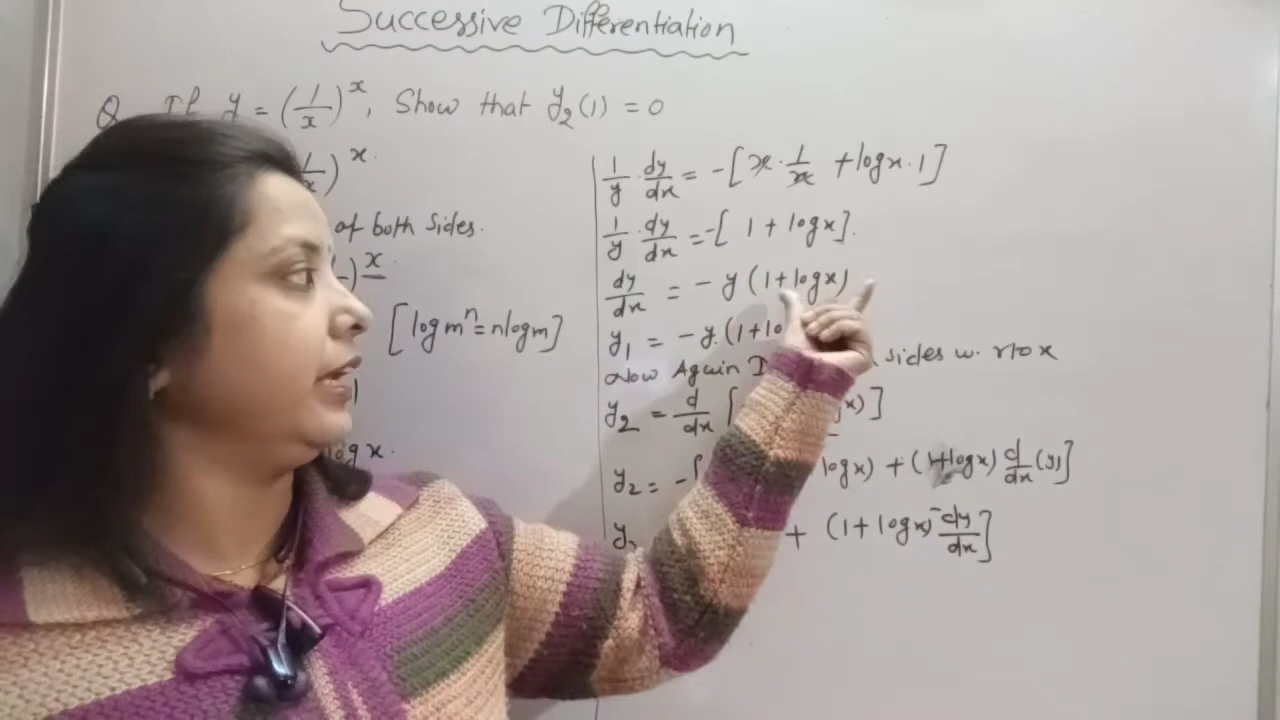 Successive Differentiation
Q. If y = (1/x)^x, Show that y₂(1) = 0
/x)^x.
of both sides.
)^x
[log mⁿ = n log m]
log x.
1/y · dy/dx = -[x · 1/x + log x · 1]
1/y · dy/dx = -[1 + log x].
dy/dx = - y (1 + log x)
y₁ = - y. (1 + lo
Now Again D sides w. r to x
y₂ = d/dx [ x)]
y₂ = -[ log x) + (1+log x) d/dx (y)]
y + (1 + log x) dy/dx]